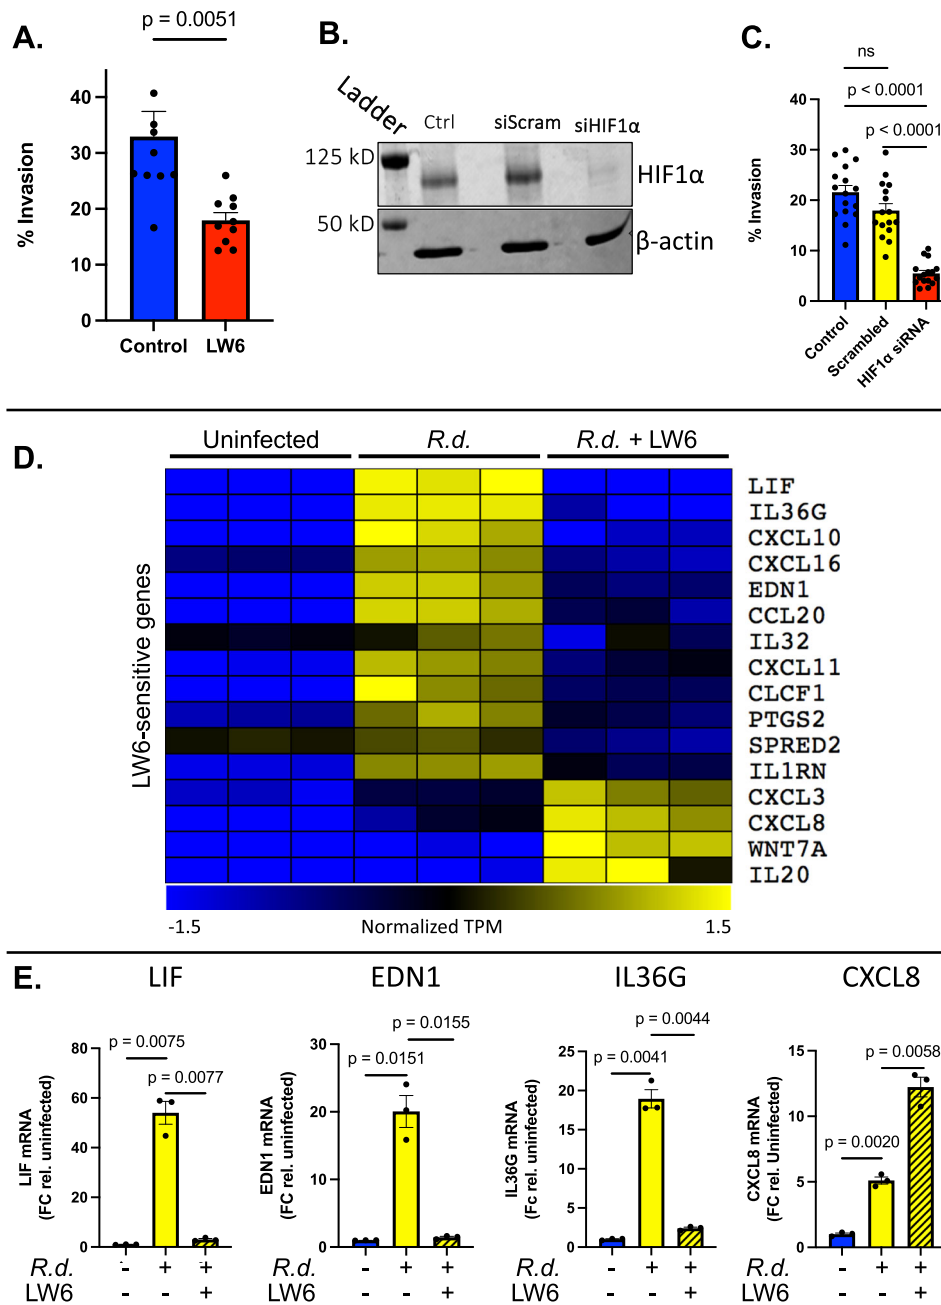 A.
p = 0.0051
% Invasion
40
30
20
10
0
Control
LW6
B.
Ladder
Ctrl
siScram
siHIF1α
125 kD
HIF1α
50 kD
β-actin
C.
ns
p < 0.0001
p < 0.0001
% Invasion
40
30
20
10
0
Control
Scrambled
HIF1α siRNA
D.
Uninfected
R.d.
R.d. + LW6
LW6-sensitive genes
LIF
IL36G
CXCL10
CXCL16
EDN1
CCL20
IL32
CXCL11
CLCF1
PTGS2
SPRED2
IL1RN
CXCL3
CXCL8
WNT7A
IL20
-1.5
Normalized TPM
1.5
E.
LIF
p = 0.0075
p = 0.0077
LIF mRNA
(FC rel. uninfected)
80
60
40
20
0
R.d. - + +
LW6 - - +
EDN1
p = 0.0155
p = 0.0151
EDN1 mRNA
(FC rel. uninfected)
30
20
10
0
- + +
- - +
IL36G
p = 0.0044
p = 0.0041
IL36G mRNA
(Fc rel. uninfected)
25
20
15
10
5
0
- + +
- - +
CXCL8
p = 0.0058
p = 0.0020
CXCL8 mRNA
(FC rel. Uninfected)
15
10
5
0
- + +
- - +